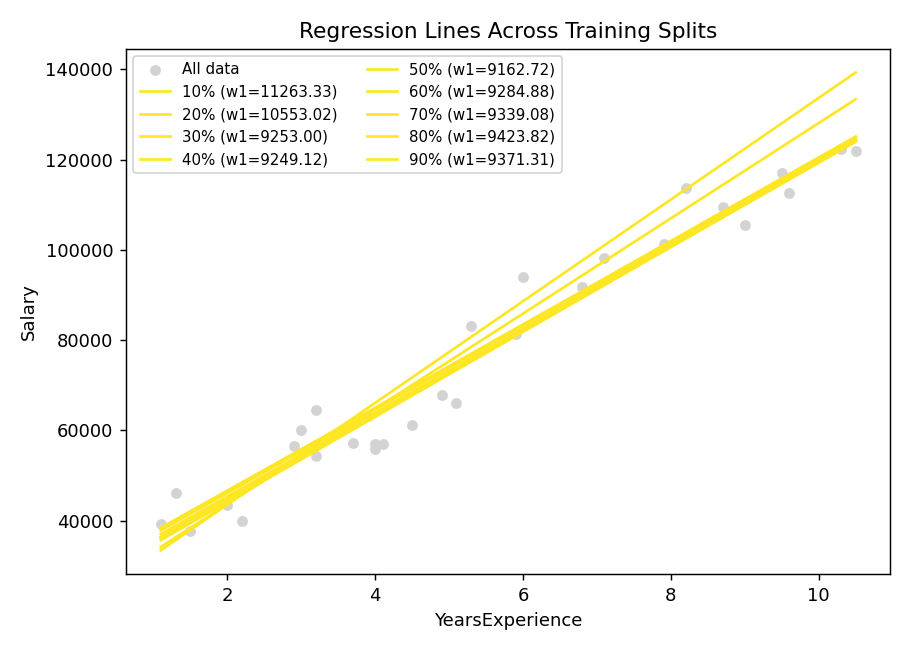 Regression Lines Across Training Splits
All data
10% (w1=11263.33)
20% (w1=10553.02)
30% (w1=9253.00)
40% (w1=9249.12)
50% (w1=9162.72)
60% (w1=9284.88)
70% (w1=9339.08)
80% (w1=9423.82)
90% (w1=9371.31)
Salary
140000
120000
100000
80000
60000
40000
2 4 6 8 10
YearsExperience